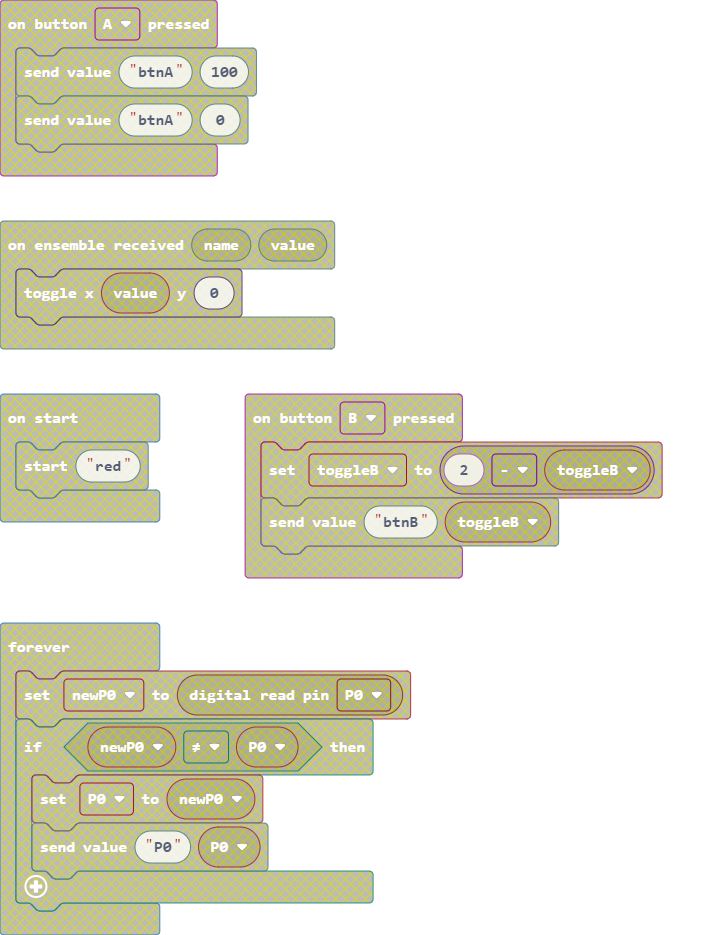 on button A pressed
send value "btnA" 100
send value "btnA" 0
on ensemble received name value
toggle x value y 0
on start
start "red"
on button B pressed
set toggleB to 2 - toggleB
send value "btnB" toggleB
forever
set newP0 to digital read pin P0
if newP0 ≠ P0 then
set P0 to newP0
send value "P0" P0